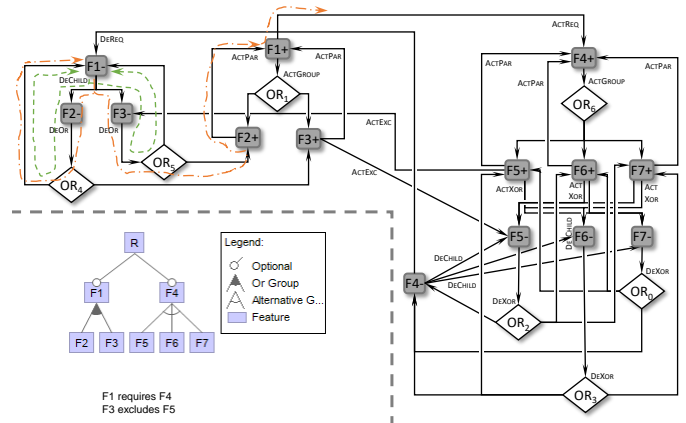 DEREQ
ACTREQ
F1+
ACTPAR
ACTPAR
F4+
ACTPAR
ACTPAR
ACTPAR
F1-
ACTGROUP
ACTGROUP
DECHILD
OR1
OR6
F2-
F3-
DEOR
DEOR
ACTEXC
F2+
F3+
OR5
OR4
ACTEXC
F5+
F6+
F7+
ACTXOR
ACT
XOR
ACT
XOR
F5-
F6-
F7-
DECHILD
DECHILD
DECHILD
F4-
DEXOR
DEXOR
OR0
OR2
DEXOR
OR3
R
F1
F4
F2
F3
F5
F6
F7
Legend:
Optional
Or Group
Alternative G...
Feature
F1 requires F4
F3 excludes F5